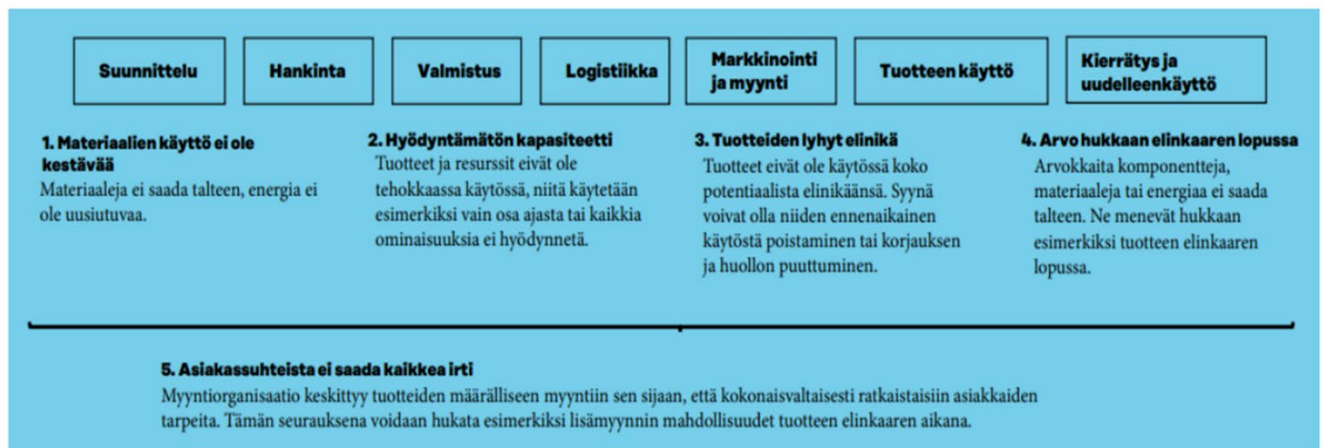 Suunnittelu
Hankinta
Valmistus
Logistiikka
Markkinointi
ja myynti
Tuotteen käyttö
Kierrätys ja
uudelleenkäyttö
1. Materiaalien käyttö ei ole
kestävää
Materiaaleja ei saada talteen, energia ei
ole uusiutuvaa.
2. Hyödyntämätön kapasiteetti
Tuotteet ja resurssit eivät ole
tehokkaassa käytössä, niitä käytetään
esimerkiksi vain osa ajasta tai kaikkia
ominaisuuksia ei hyödynnetä.
3. Tuotteiden lyhyt elinikä
Tuotteet eivät ole käytössä koko
potentiaalista elinikäänsä. Syynä
voivat olla niiden ennenaikainen
käytöstä poistaminen tai korjauksen
ja huollon puuttuminen.
4. Arvo hukkaan elinkaaren lopussa
Arvokkaita komponentteja,
materiaaleja tai energiaa ei saada
talteen. Ne menevät hukkaan
esimerkiksi tuotteen elinkaaren
lopussa.
5. Asiakassuhteista ei saada kaikkea irti
Myyntiorganisaatio keskittyy tuotteiden määrälliseen myyntiin sen sijaan, että kokonaisvaltaisesti ratkaistaisiin asiakkaiden
tarpeita. Tämän seurauksena voidaan hukata esimerkiksi lisämyynnin mahdollisuudet tuotteen elinkaaren aikana.